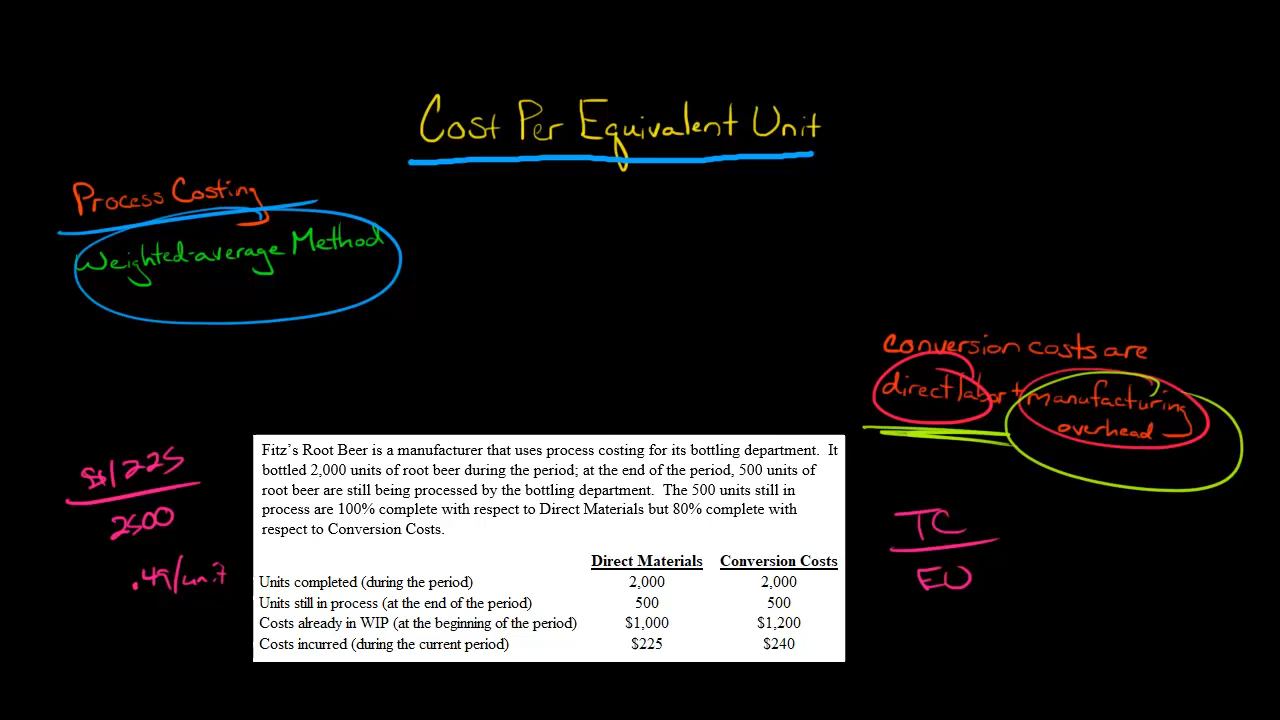 Cost Per Equivalent Unit
Process Costing
Weighted-average Method
Conversion costs are
direct labor + manufacturing
overhead
$1225
2500
.49/unit
Fitz's Root Beer is a manufacturer that uses process costing for its bottling department. It
bottled 2,000 units of root beer during the period; at the end of the period, 500 units of
root beer are still being processed by the bottling department. The 500 units still in
process are 100% complete with respect to Direct Materials but 80% complete with
respect to Conversion Costs.
Direct Materials Conversion Costs
Units completed (during the period) 2,000 2,000
Units still in process (at the end of the period) 500 500
Costs already in WIP (at the beginning of the period) $1,000 $1,200
Costs incurred (during the current period) $225 $240
TC
EU